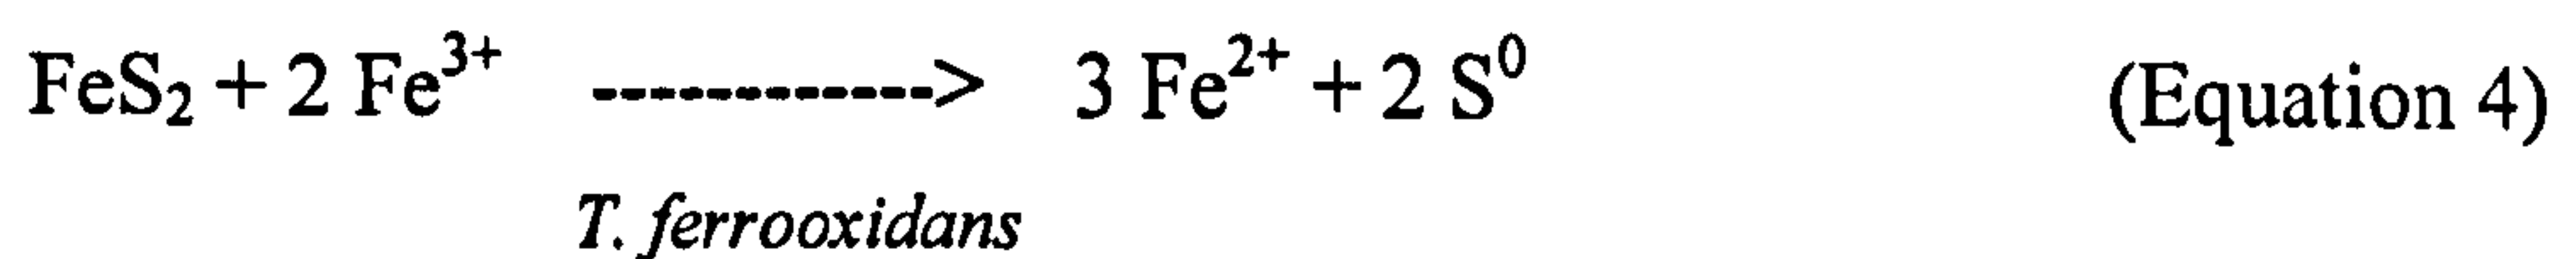 FeS₂ + 2 Fe³⁺ ------------> 3 Fe²⁺ + 2 S⁰ (Equation 4)
T. ferrooxidans